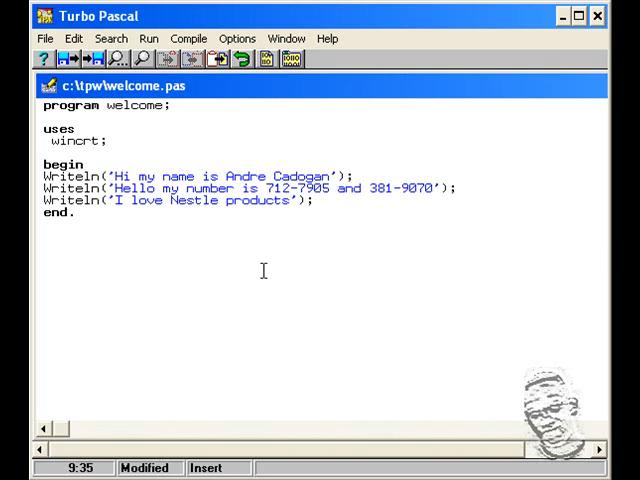 Turbo Pascal
File Edit Search Run Compile Options Window Help
c:\tpw\welcome.pas
program welcome;
uses
wincrt;
begin
Writeln('Hi my name is Andre Cadogan');
Writeln('Hello my number is 712-7905 and 381-9070');
Writeln('I love Nestle products');
end.
9:35 Modified Insert